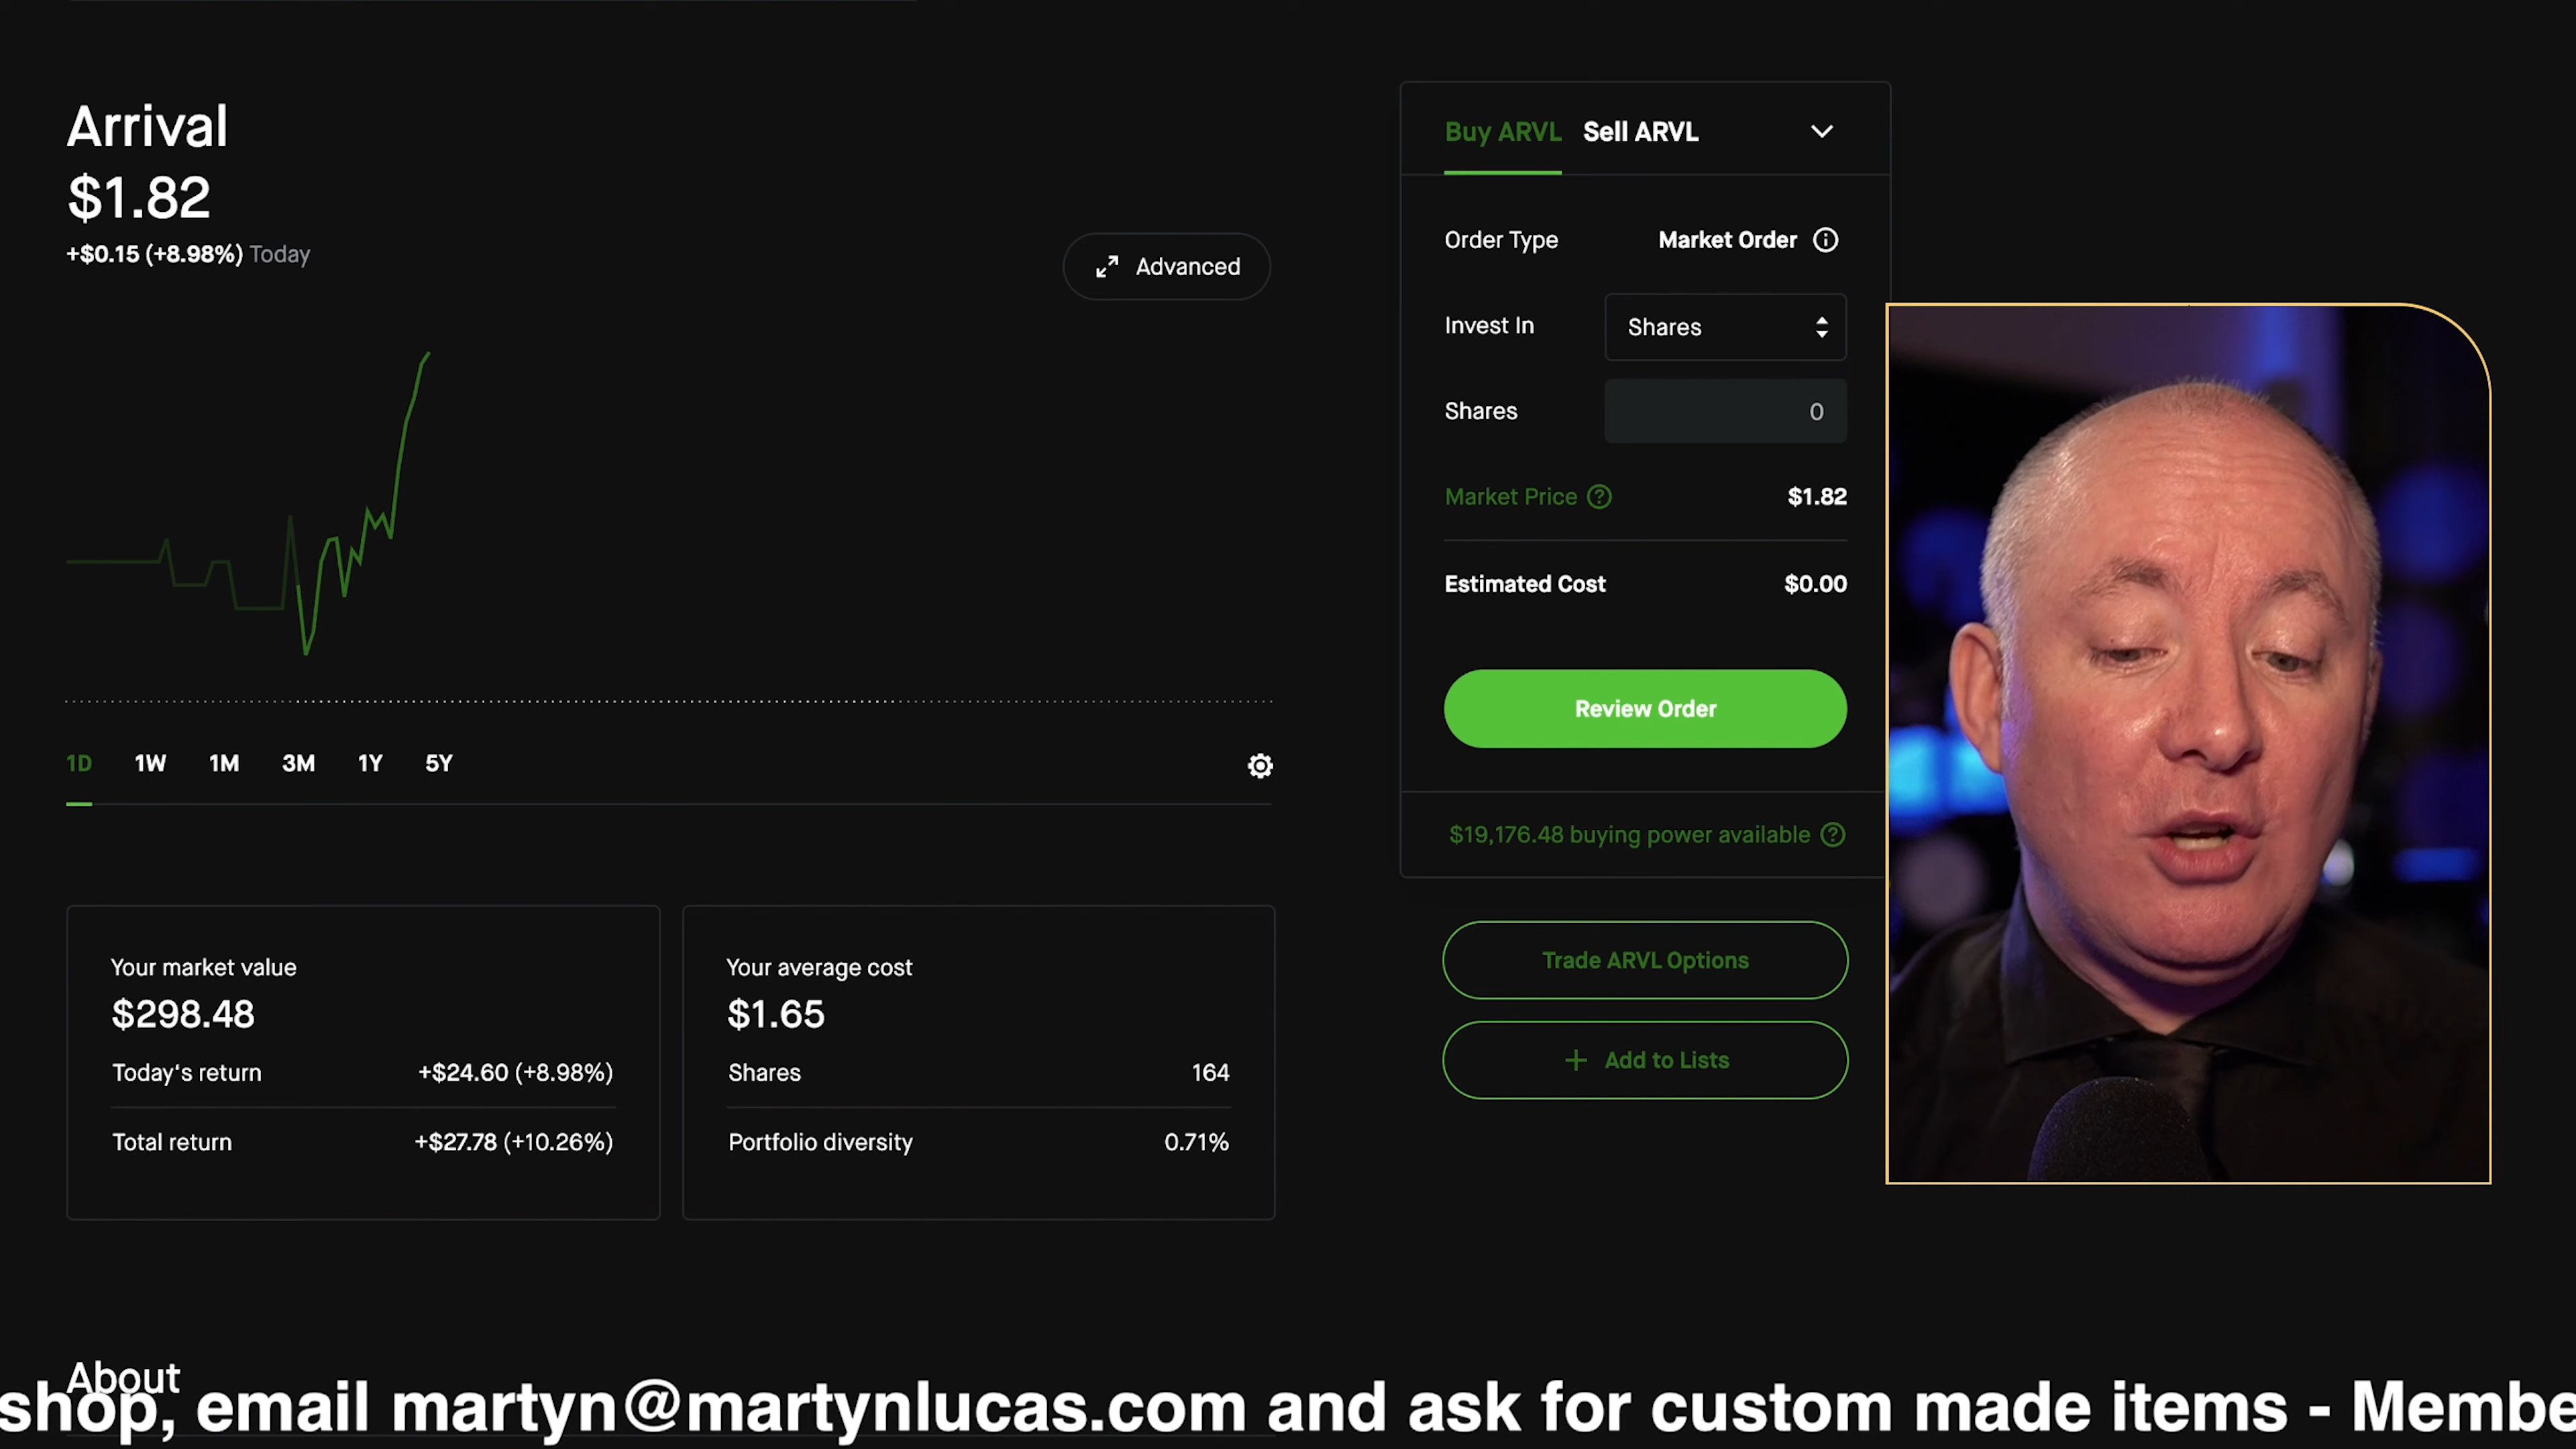 Arrival
$1.82
+$0.15 (+8.98%) Today
Advanced
1D 1W 1M 3M 1Y 5Y
Your market value
$298.48
Today's return +$24.60 (+8.98%)
Total return +$27.78 (+10.26%)
Your average cost
$1.65
Shares 164
Portfolio diversity 0.71%
Buy ARVL Sell ARVL
Order Type Market Order
Invest In Shares
Shares 0
Market Price $1.82
Estimated Cost $0.00
Review Order
$19,176.48 buying power available
Trade ARVL Options
+ Add to Lists
About
shop, email martyn@martynlucas.com and ask for custom made items - Membe